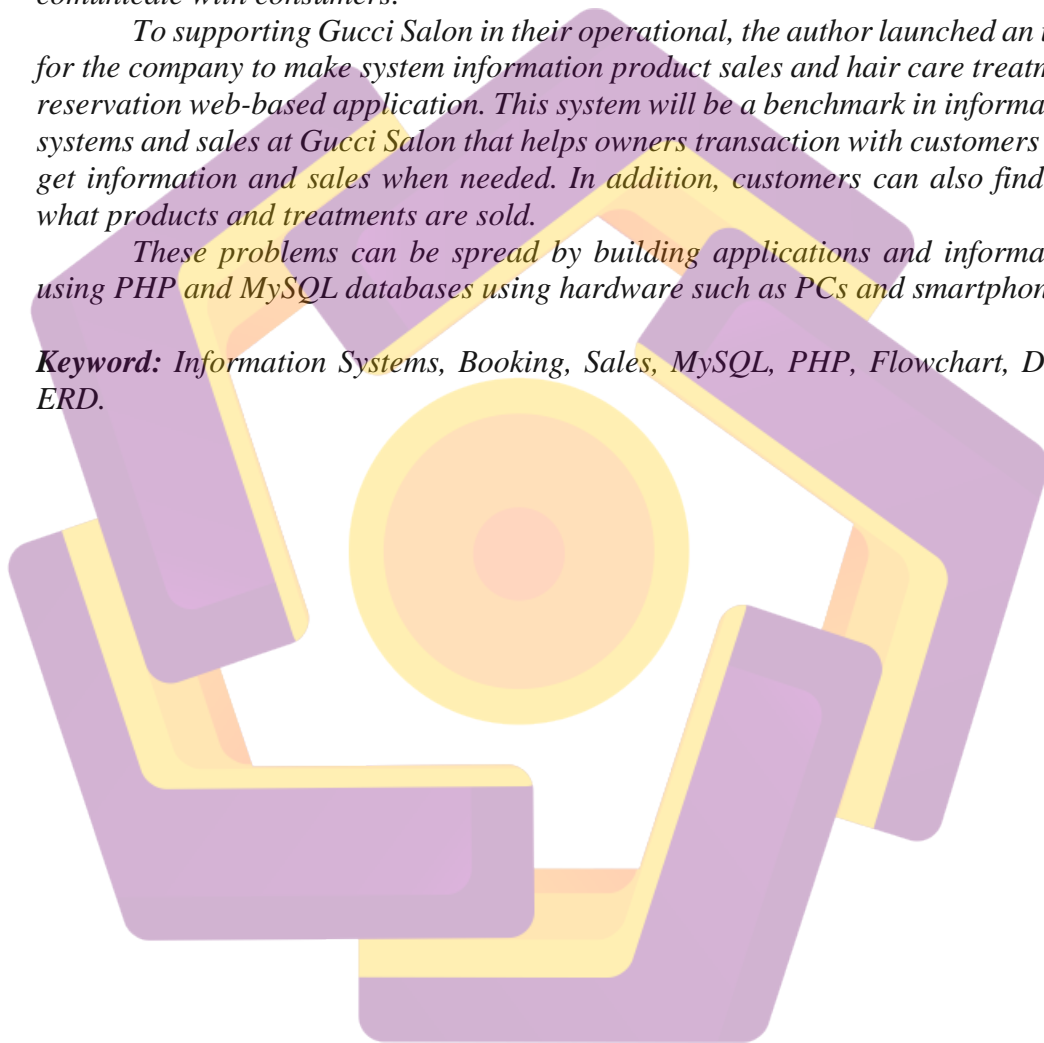 comunicate with consumers.
To supporting Gucci Salon in their operational, the author launched an
for the company to make system information product sales and hair care
reservation web-based application. This system will be a benchmark in
systems and sales at Gucci Salon that helps owners transaction with customers
get information and sales when needed. In addition, customers can also find
what products and treatments are sold.
These problems can be spread by building applications and
using PHP and MySQL databases using hardware such as PCs and
Keyword: Information Systems, Booking, Sales, MySQL, PHP, Flowchart,
ERD.